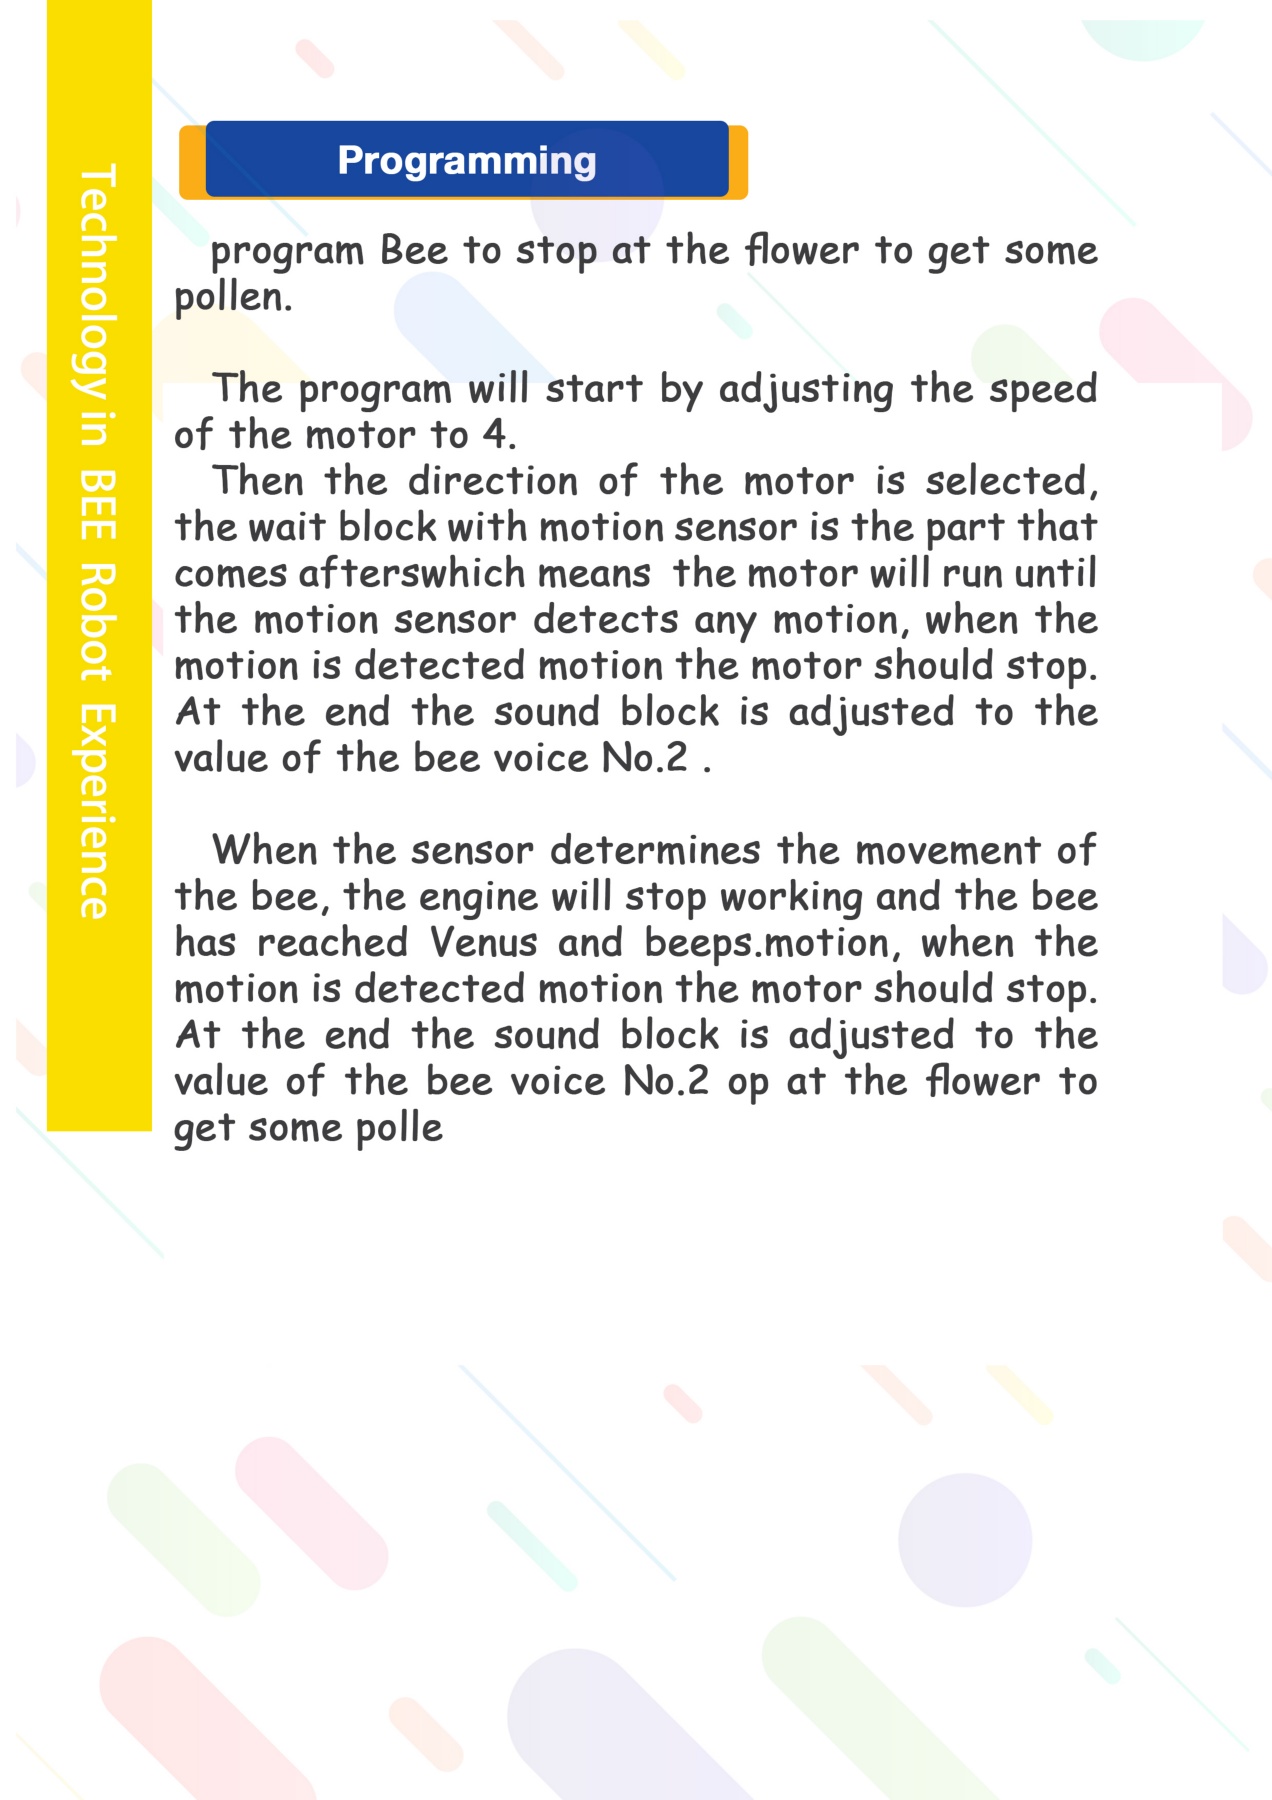 Technology in BEE Robot Experience
Programming
program Bee to stop at the flower to get some
pollen.
The program will start by adjusting the speed
of the motor to 4.
Then the direction of the motor is selected,
the wait block with motion sensor is the part that
comes afterswhich means the motor will run until
the motion sensor detects any motion, when the
motion is detected motion the motor should stop.
At the end the sound block is adjusted to the
value of the bee voice No.2 .
When the sensor determines the movement of
the bee, the engine will stop working and the bee
has reached Venus and beeps.motion, when the
motion is detected motion the motor should stop.
At the end the sound block is adjusted to the
value of the bee voice No.2 op at the flower to
get some polle